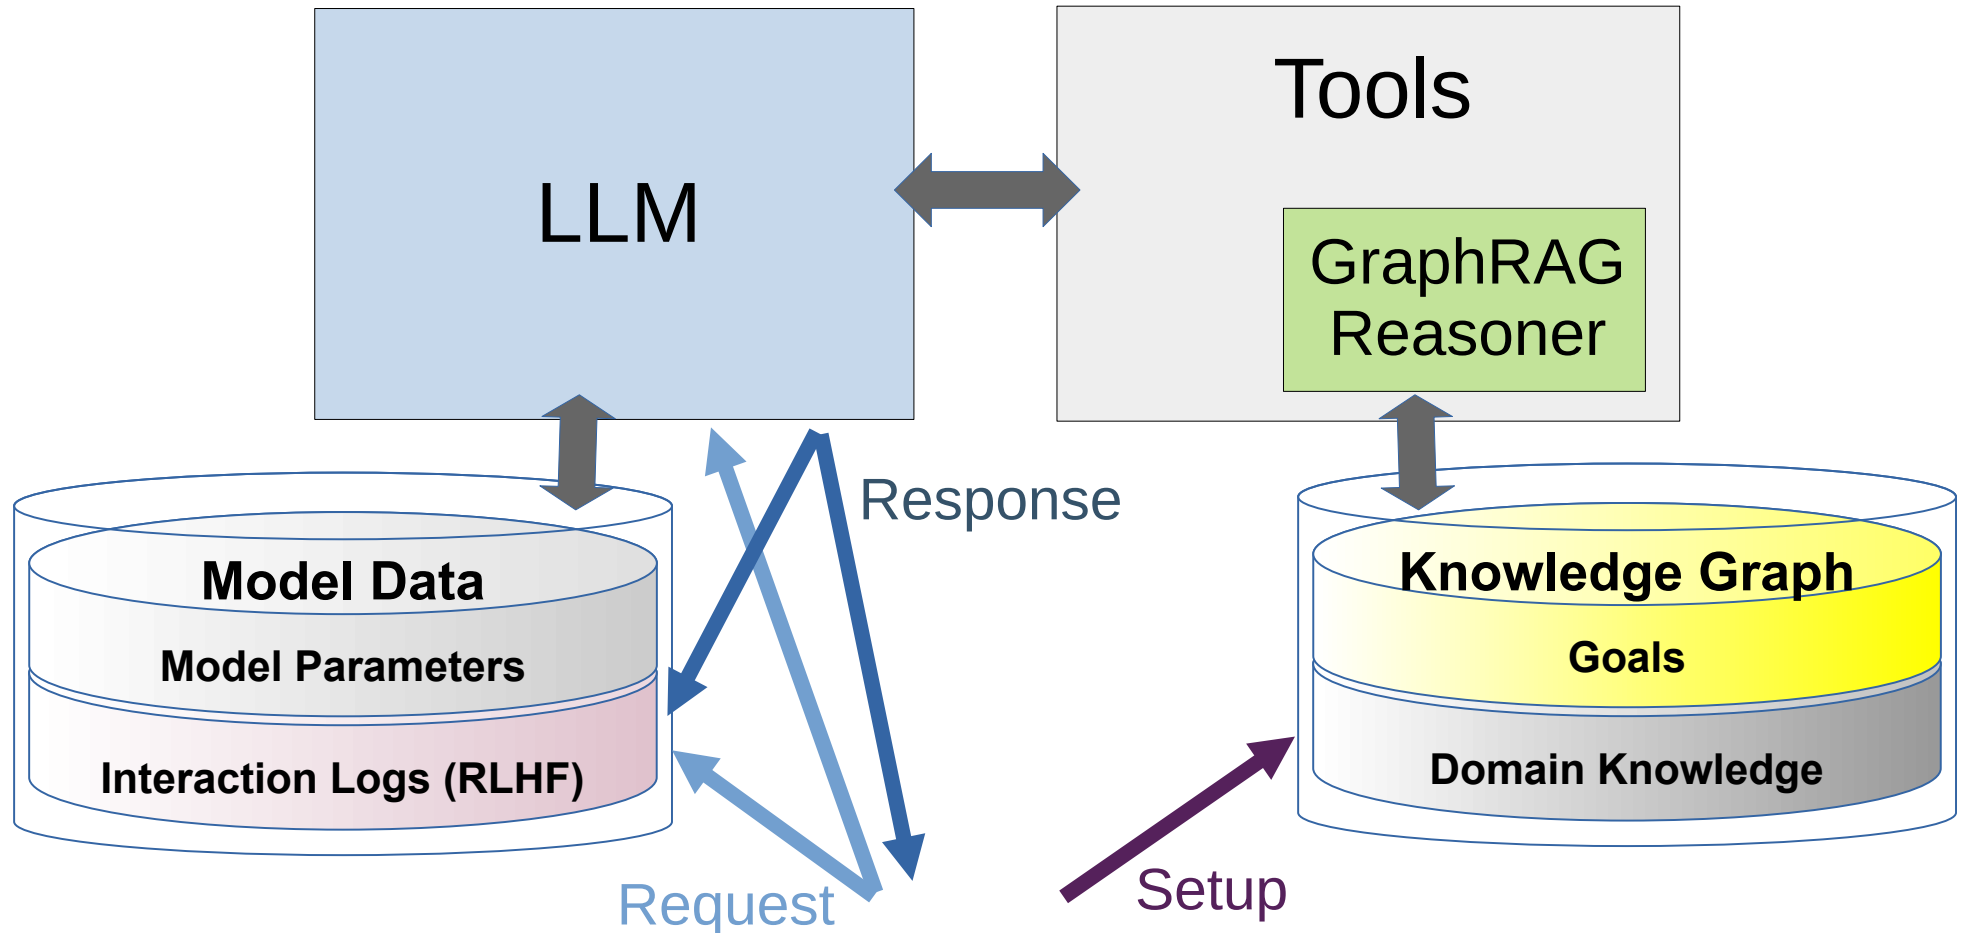 LLM
Tools
GraphRAG
Reasoner
Response
Model Data
Model Parameters
Interaction Logs (RLHF)
Knowledge Graph
Goals
Domain Knowledge
Request
Setup